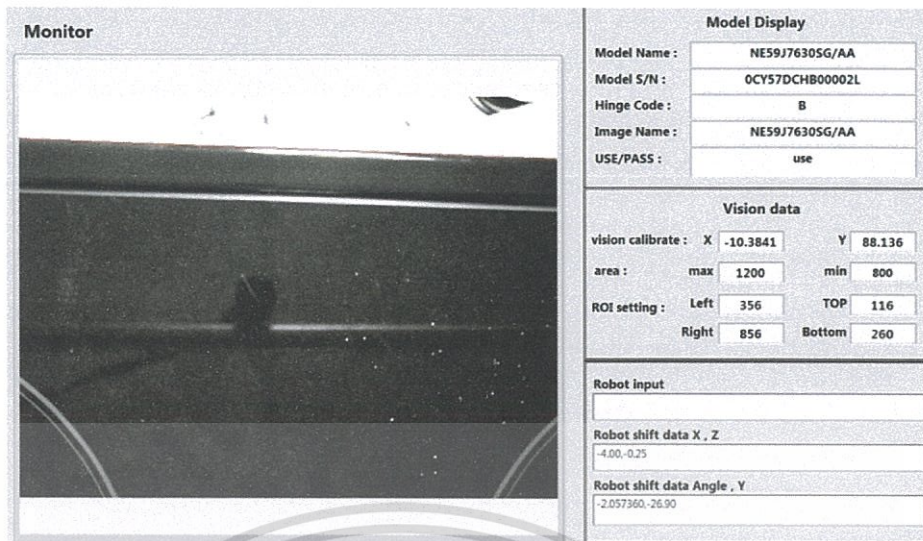 Monitor
Model Display
Model Name : NE59J7630SG/AA
Model S/N : 0CY57DCHB00002L
Hinge Code : B
Image Name : NE59J7630SG/AA
USE/PASS : use
Vision data
vision calibrate : X -10.3841 Y 88.136
area : max 1200 min 800
ROI setting : Left 356 TOP 116
Right 856 Bottom 260
Robot input
Robot shift data X , Z
-4.00,-0.25
Robot shift data Angle , Y
-2.057360,-26.90